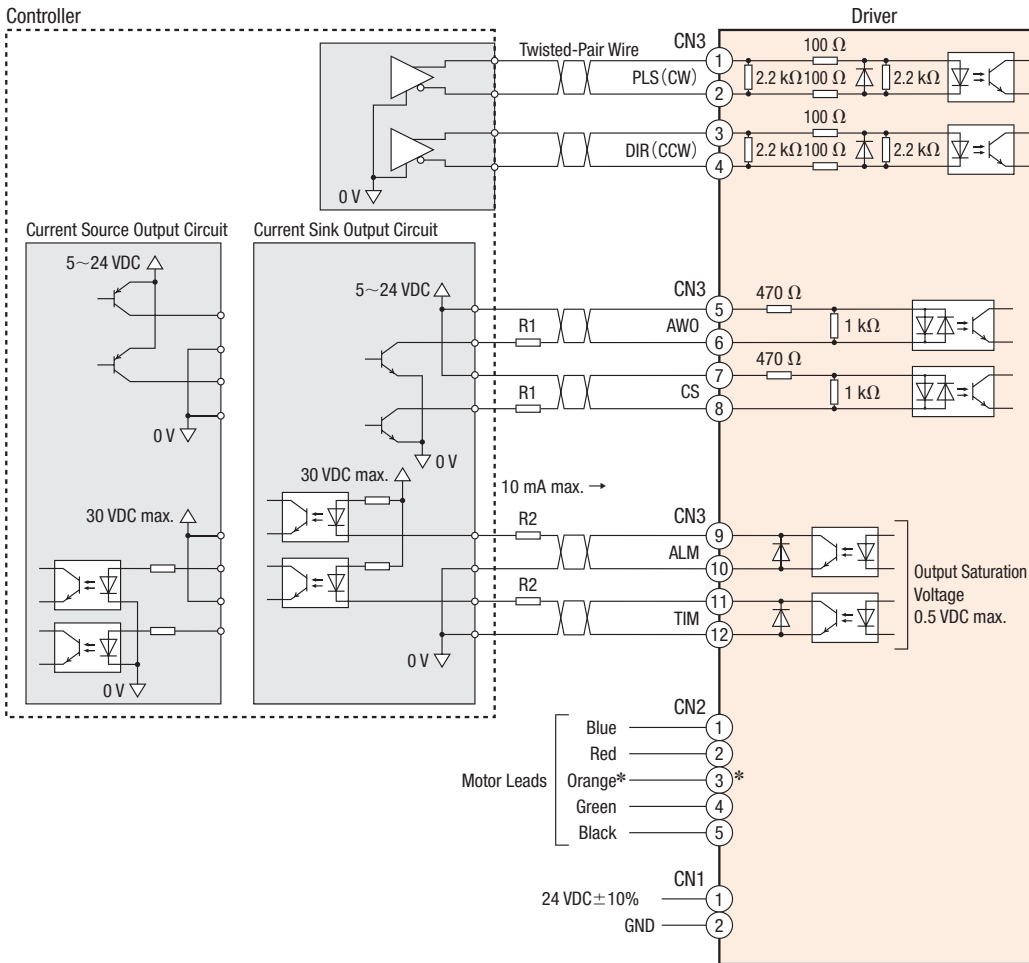 Controller
Driver
Twisted-Pair Wire
CN3
100 Ω
1
PLS(CW)
2.2 kΩ
100 Ω
2.2 kΩ
2
100 Ω
3
DIR(CCW)
2.2 kΩ
100 Ω
2.2 kΩ
4
0 V
Current Source Output Circuit
Current Sink Output Circuit
5~24 VDC
5~24 VDC
CN3
470 Ω
5
R1
AWO
1 kΩ
6
470 Ω
7
R1
CS
1 kΩ
8
0 V
0 V
30 VDC max.
10 mA max. →
30 VDC max.
R2
CN3
9
ALM
10
R2
11
TIM
12
Output Saturation
Voltage
0.5 VDC max.
0 V
0 V
CN2
Motor Leads
Blue 1
Red 2
Orange* 3 *
Green 4
Black 5
CN1
24 VDC±10% 1
GND 2